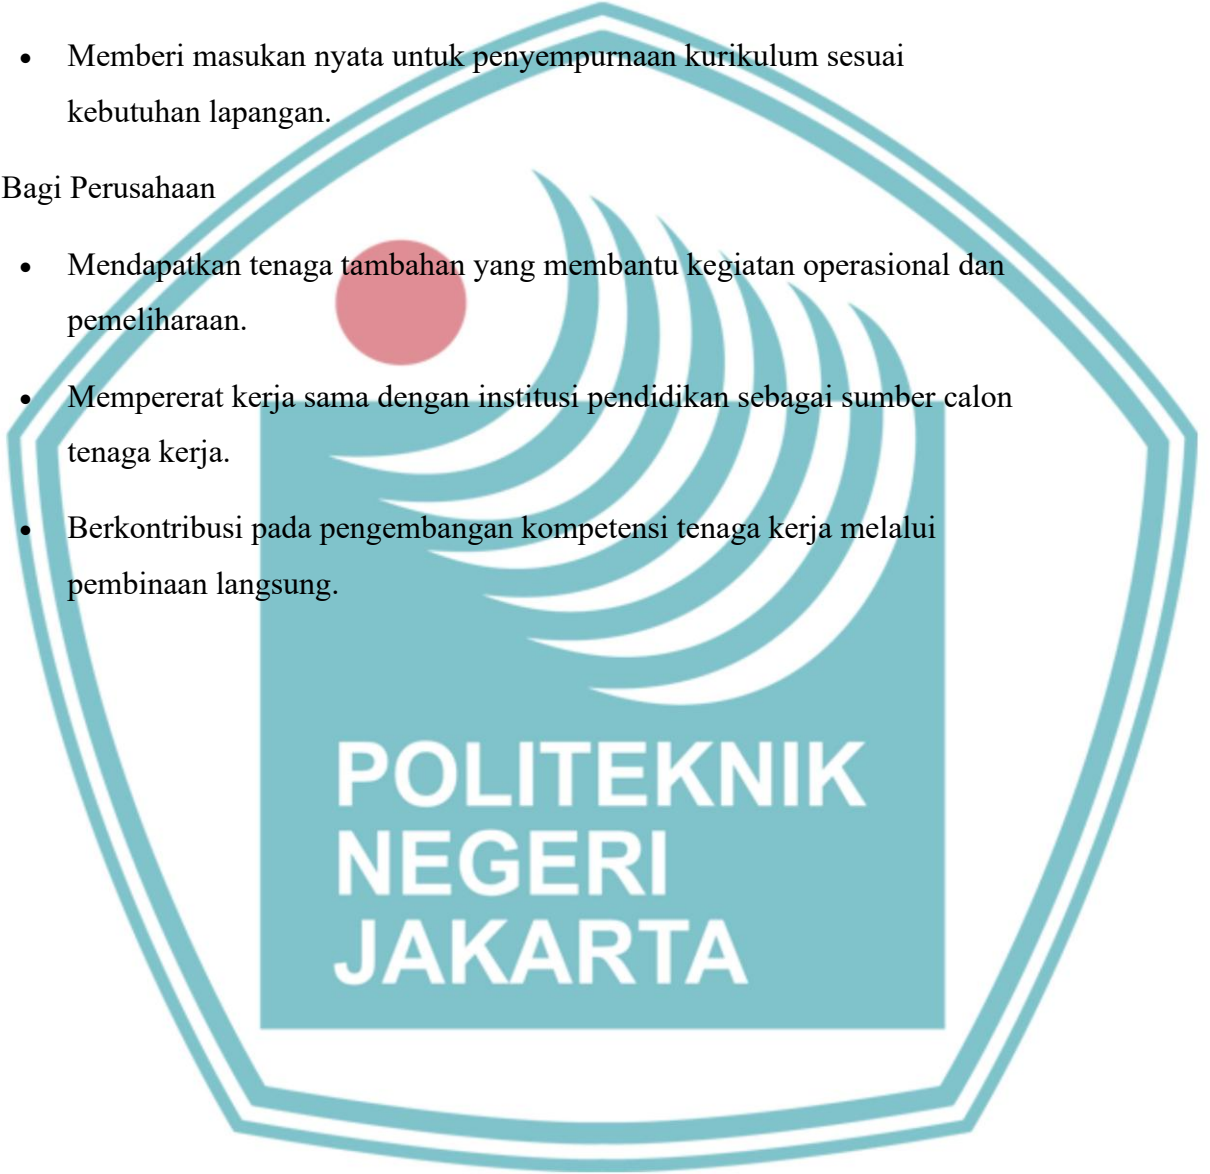 • Memberi masukan nyata untuk penyempurnaan kurikulum sesuai
kebutuhan lapangan.
Bagi Perusahaan
• Mendapatkan tenaga tambahan yang membantu kegiatan operasional dan
pemeliharaan.
• Mempererat kerja sama dengan institusi pendidikan sebagai sumber calon
tenaga kerja.
• Berkontribusi pada pengembangan kompetensi tenaga kerja melalui
pembinaan langsung.
POLITEKNIK
NEGERI
JAKARTA